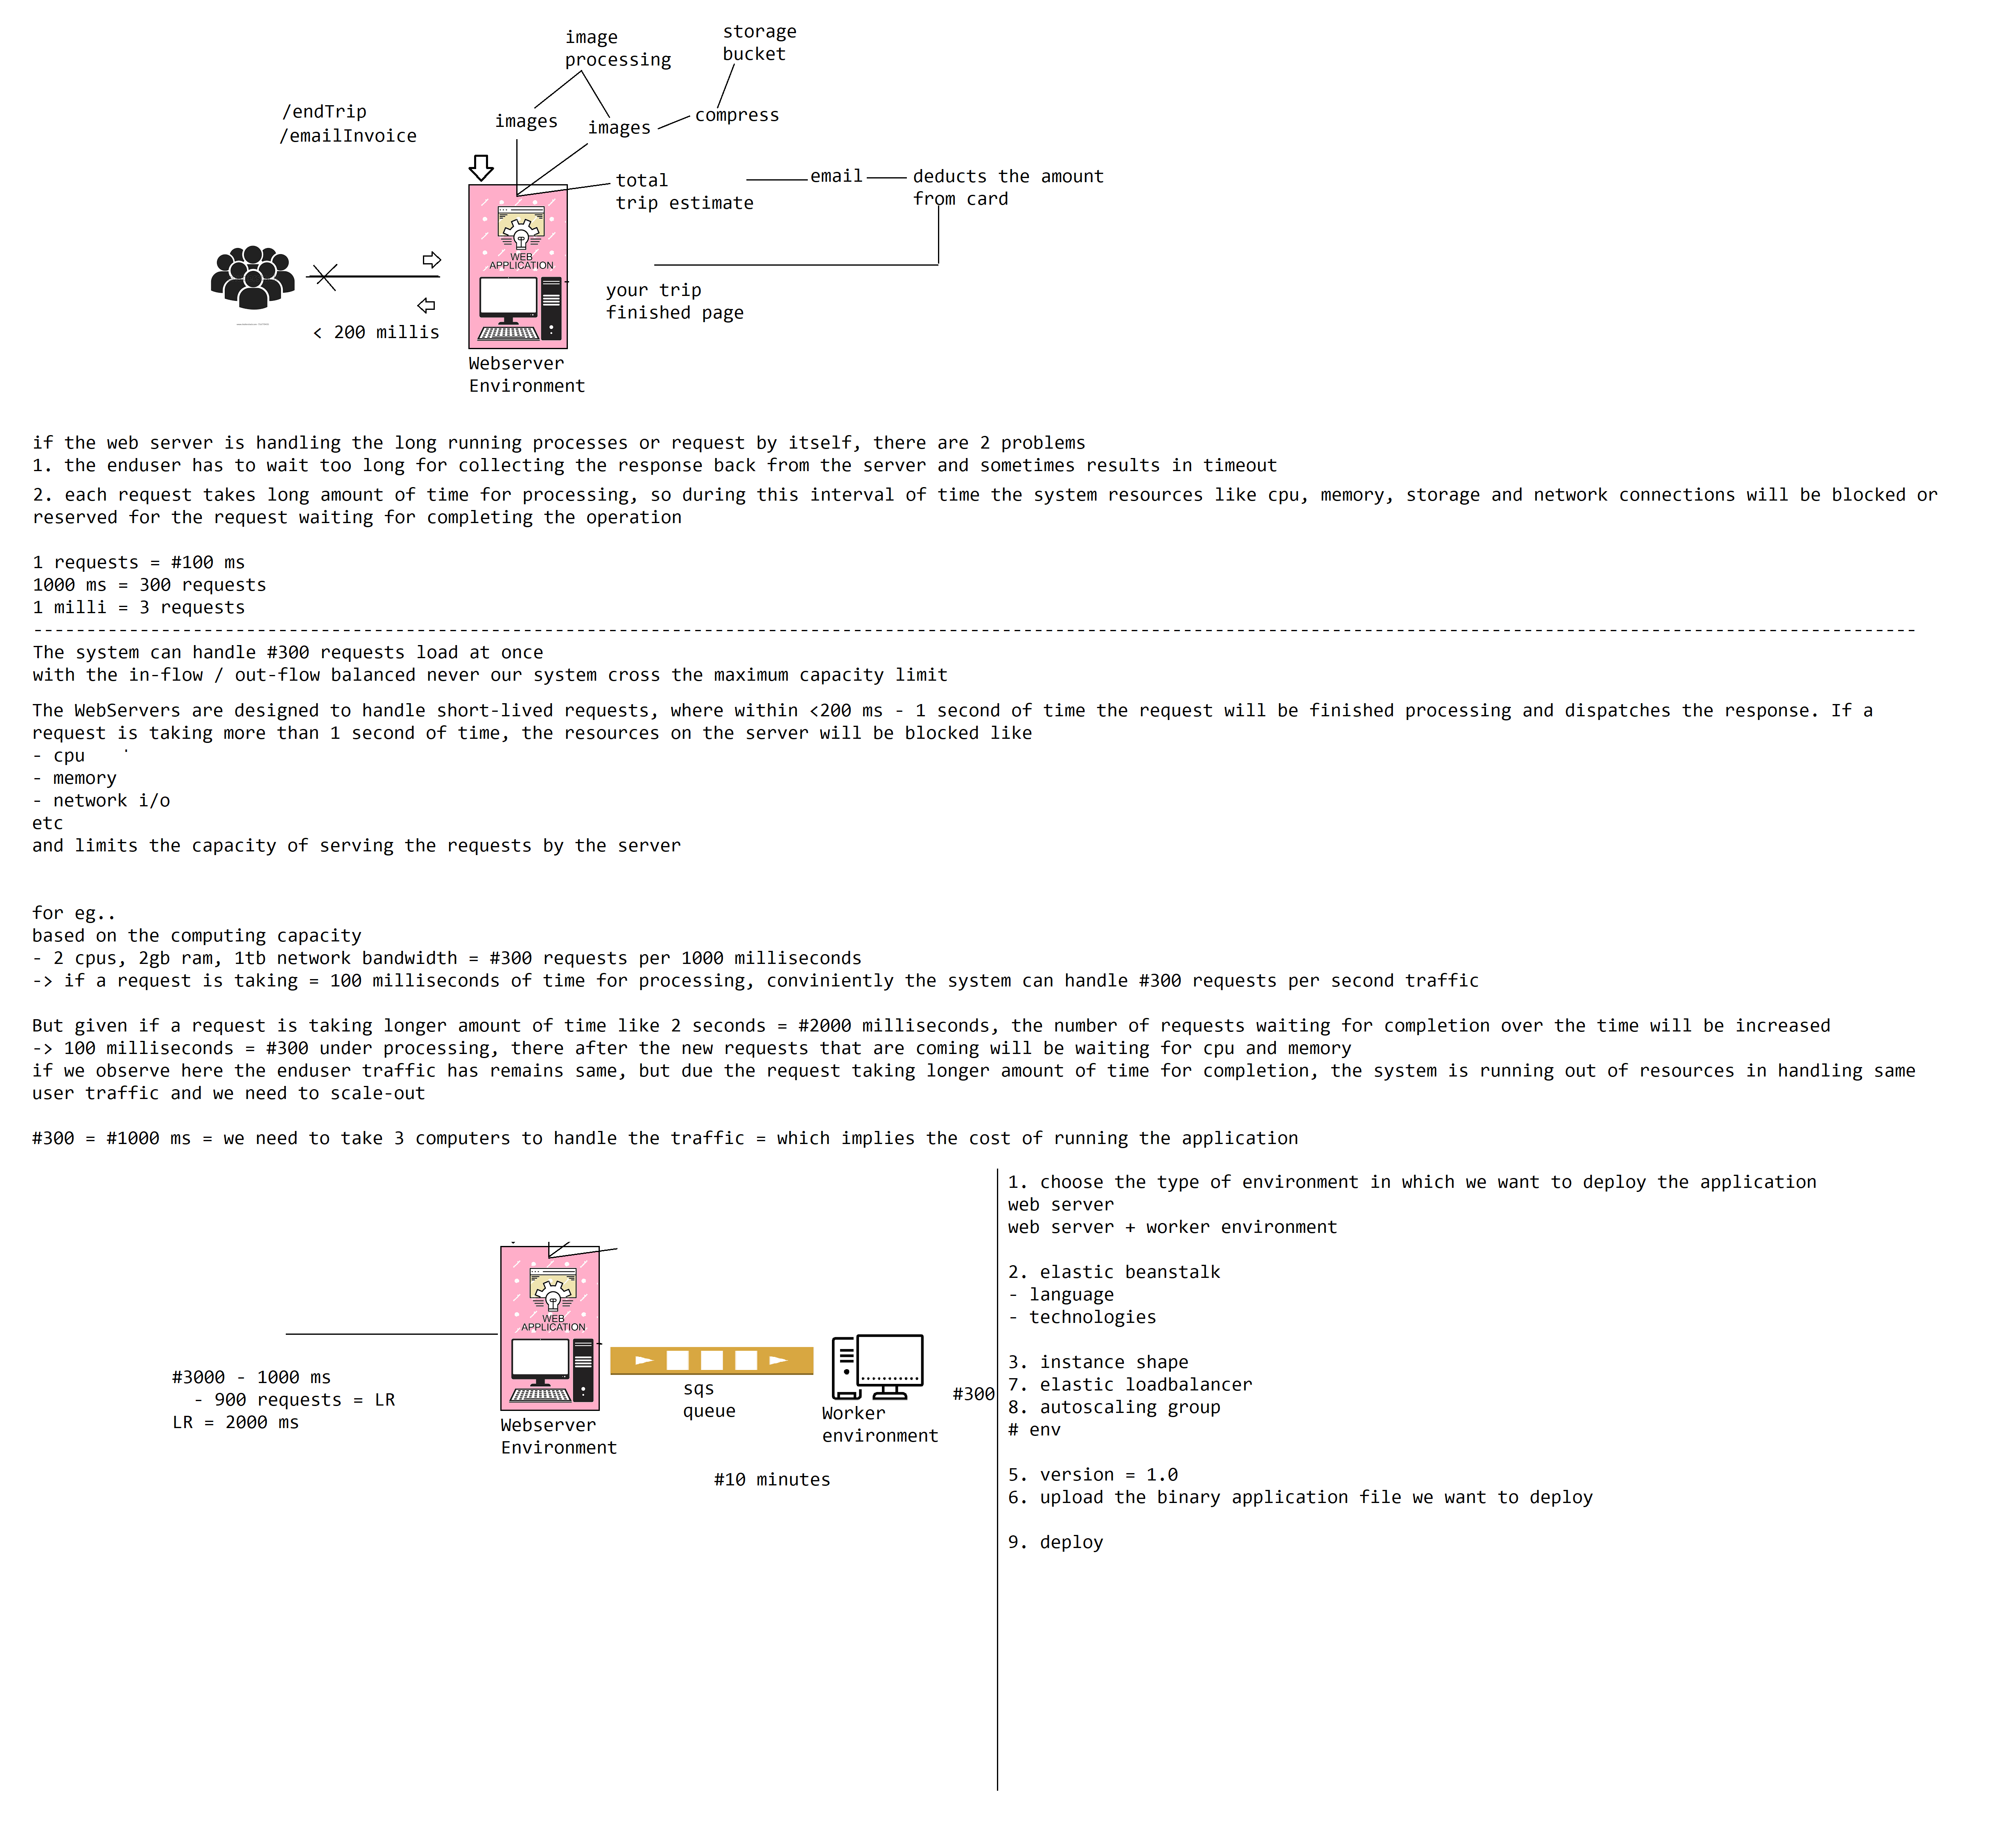 image
processing
storage
bucket
/endTrip
/emailInvoice
images
images
compress
total
trip estimate
email
deducts the amount
from card
WEB
APPLICATION
your trip
finished page
< 200 millis
Webserver
Environment
if the web server is handling the long running processes or request by itself, there are 2 problems
1. the enduser has to wait too long for collecting the response back from the server and sometimes results in timeout
2. each request takes long amount of time for processing, so during this interval of time the system resources like cpu, memory, storage and network connections will be blocked or
reserved for the request waiting for completing the operation
1 requests = #100 ms
1000 ms = 300 requests
1 milli = 3 requests
---------------------------------------------------------------------------------------------------------------------------------------------------------------------------------
The system can handle #300 requests load at once
with the in-flow / out-flow balanced never our system cross the maximum capacity limit
The WebServers are designed to handle short-lived requests, where within <200 ms - 1 second of time the request will be finished processing and dispatches the response. If a
request is taking more than 1 second of time, the resources on the server will be blocked like
- cpu
- memory
- network i/o
etc
and limits the capacity of serving the requests by the server
for eg..
based on the computing capacity
- 2 cpus, 2gb ram, 1tb network bandwidth = #300 requests per 1000 milliseconds
-> if a request is taking = 100 milliseconds of time for processing, conviniently the system can handle #300 requests per second traffic
But given if a request is taking longer amount of time like 2 seconds = #2000 milliseconds, the number of requests waiting for completion over the time will be increased
-> 100 milliseconds = #300 under processing, there after the new requests that are coming will be waiting for cpu and memory
if we observe here the enduser traffic has remains same, but due the request taking longer amount of time for completion, the system is running out of resources in handling same
user traffic and we need to scale-out
#300 = #1000 ms = we need to take 3 computers to handle the traffic = which implies the cost of running the application
WEB
APPLICATION
#3000 - 1000 ms
- 900 requests = LR
LR = 2000 ms
Webserver
Environment
sqs
queue
Worker
environment
#300
#10 minutes
1. choose the type of environment in which we want to deploy the application
web server
web server + worker environment
2. elastic beanstalk
- language
- technologies
3. instance shape
7. elastic loadbalancer
8. autoscaling group
# env
5. version = 1.0
6. upload the binary application file we want to deploy
9. deploy